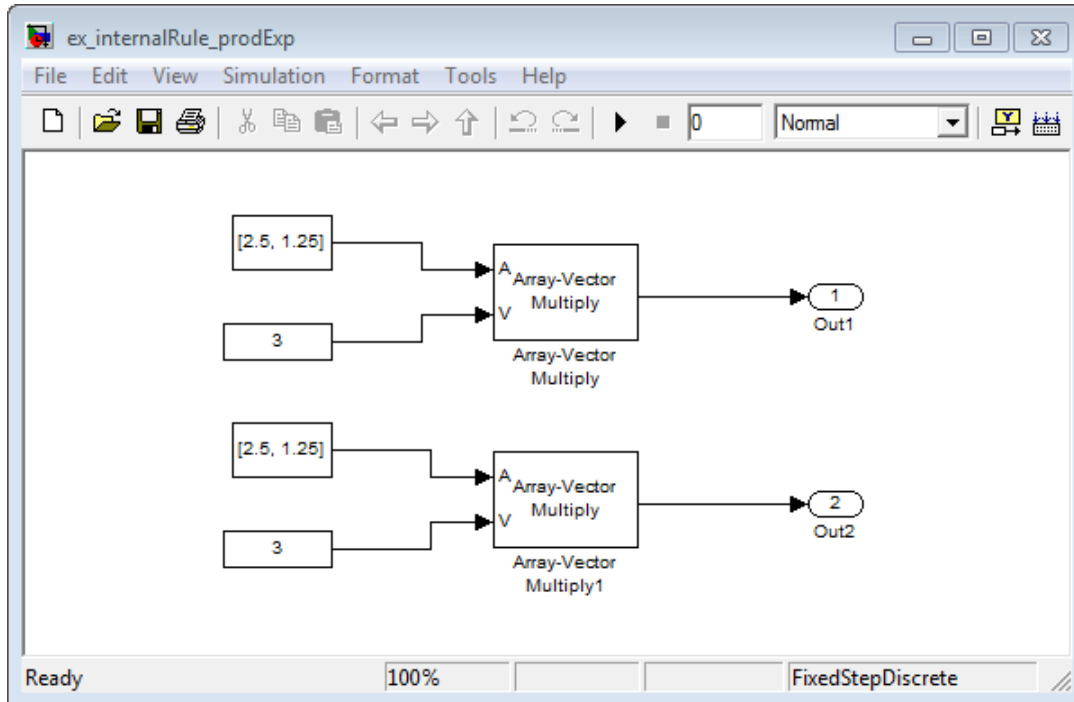 ex_internalRule_prodExp
File Edit View Simulation Format Tools Help
0 Normal
[2.5, 1.25]
A
Array-Vector
Multiply
V
3
Array-Vector
Multiply
1
Out1
[2.5, 1.25]
A
Array-Vector
Multiply
V
3
Array-Vector
Multiply1
2
Out2
Ready 100% FixedStepDiscrete